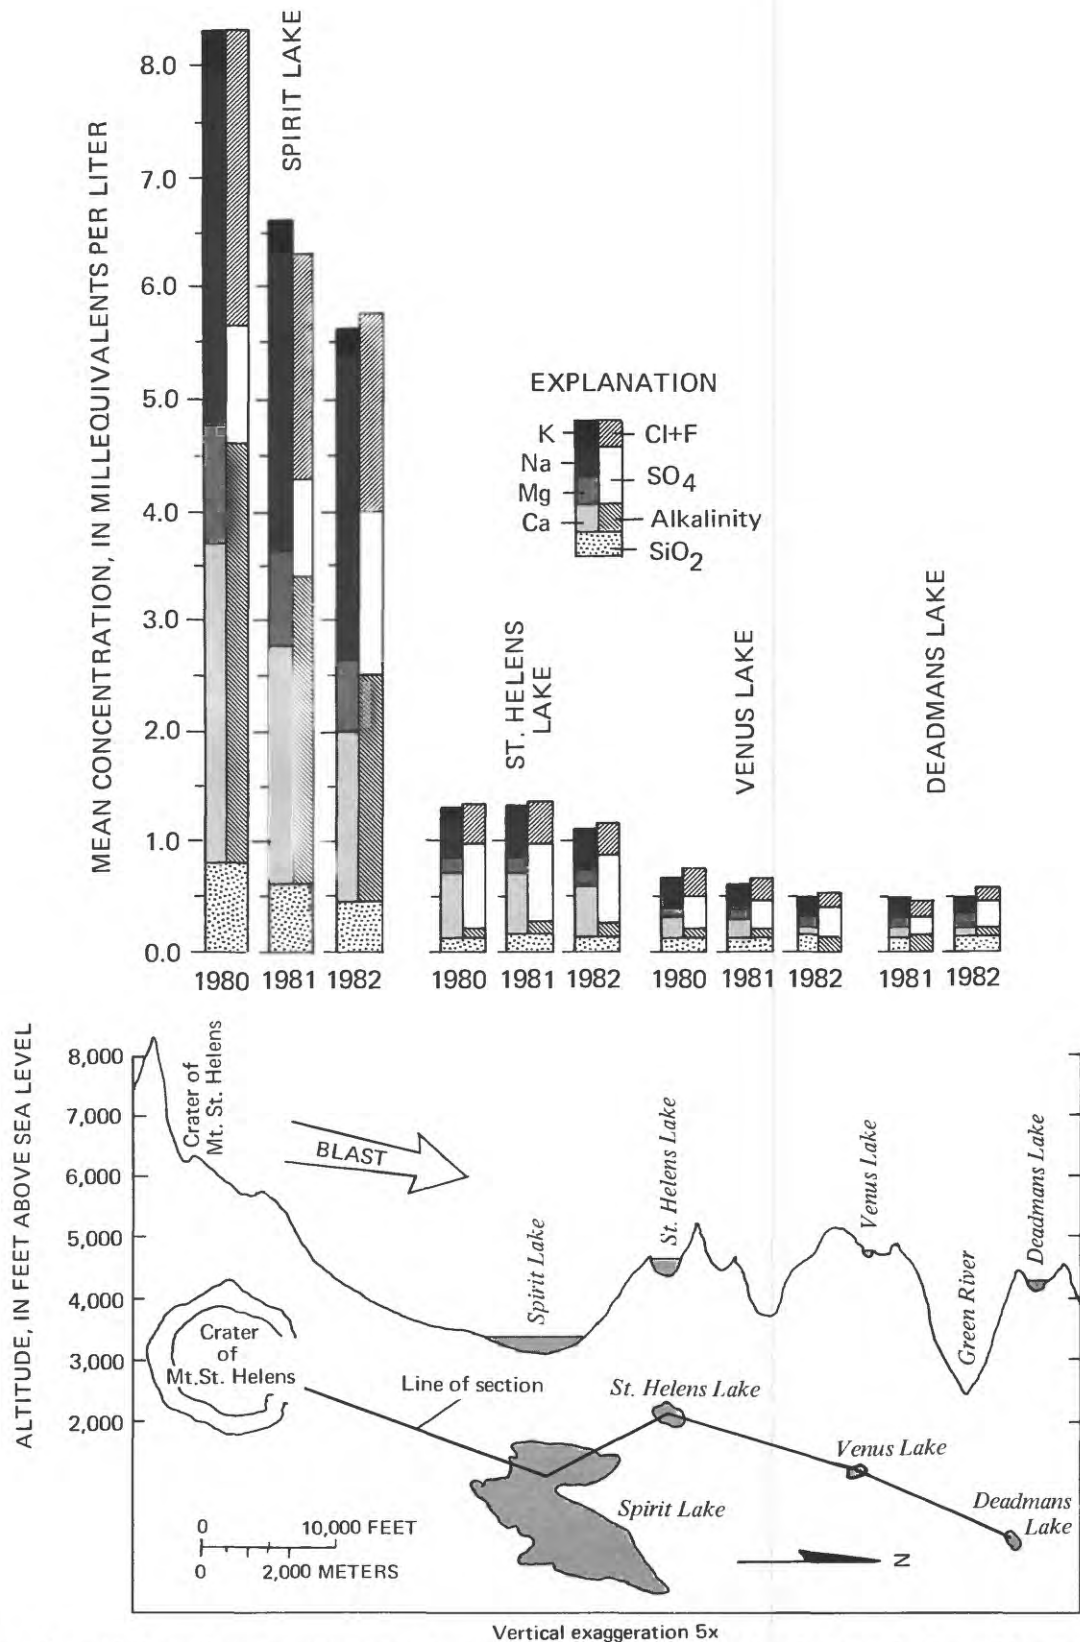 MEAN CONCENTRATION, IN MILLEQUIVALENTS PER LITER
8.0
7.0
6.0
5.0
4.0
3.0
2.0
1.0
0.0
SPIRIT LAKE
1980 1981 1982
EXPLANATION
K
Na
Mg
Ca
Cl+F
SO4
Alkalinity
SiO2
ST. HELENS
LAKE
1980 1981 1982
VENUS LAKE
1980 1981 1982
DEADMANS LAKE
1981 1982
ALTITUDE, IN FEET ABOVE SEA LEVEL
8,000
7,000
6,000
5,000
4,000
3,000
2,000
Crater of
Mt. St. Helens
BLAST
Spirit Lake
St. Helens Lake
Venus Lake
Green River
Deadmans Lake
Crater
of
Mt.St. Helens
Line of section
St. Helens Lake
Venus Lake
Spirit Lake
Deadmans
Lake
0 10,000 FEET
0 2,000 METERS
N
Vertical exaggeration 5x